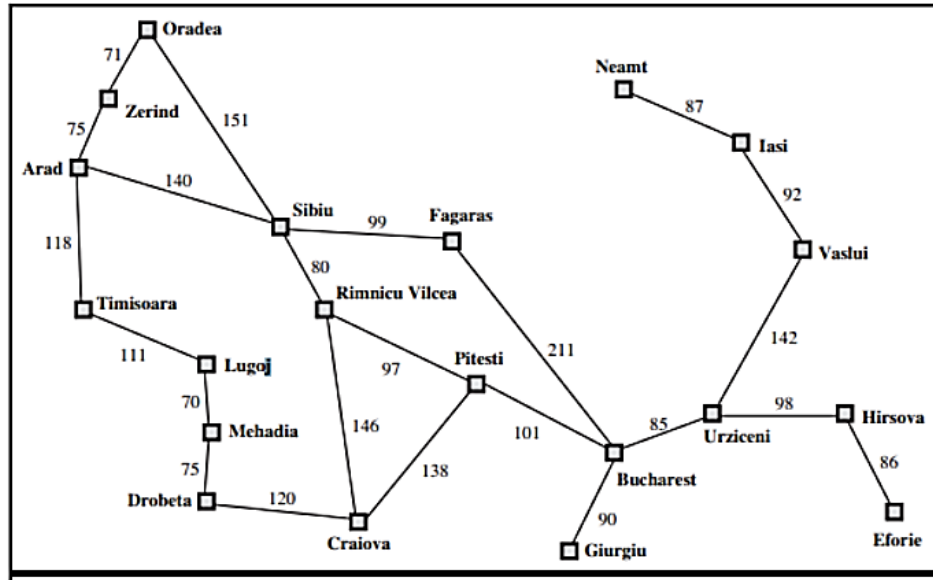 Oradea
71
Neamt
87
Zerind
151
75
Iasi
Arad
140
92
Sibiu
99
Fagaras
118
Vaslui
80
Timisoara
Rimnicu Vilcea
142
111
Lugoj
97
Pitesti
211
70
98
Hirsova
Mehadia
146
101
85
Urziceni
75
138
86
Bucharest
Drobeta
120
90
Craiova
Giurgiu
Eforie